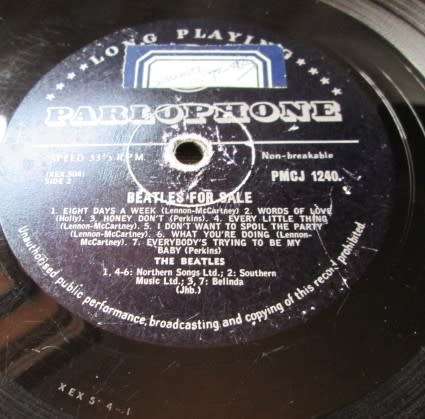 LONG PLAYING
PARLOPHONE
SPEED 33⅓ R.P.M. Non-breakable
(XEX.504) PMCJ 1240.
SIDE 2
BEATLES FOR SALE
1. EIGHT DAYS A WEEK (Lennon-McCartney) 2. WORDS OF LOVE
(Holly). 3. HONEY DON'T (Perkins). 4. EVERY LITTLE THING
(Lennon-McCartney). 5. I DON'T WANT TO SPOIL THE PARTY
(Lennon-McCartney). 6. WHAT YOU'RE DOING (Lennon-
McCartney). 7. EVERYBODY'S TRYING TO BE MY
BABY (Perkins)
THE BEATLES
1, 4-6: Northern Songs Ltd.; 2: Southern
Music Ltd.; 3, 7: Belinda
(Jhb.)
Unauthorised public performance, broadcasting and copying of this record prohibited.